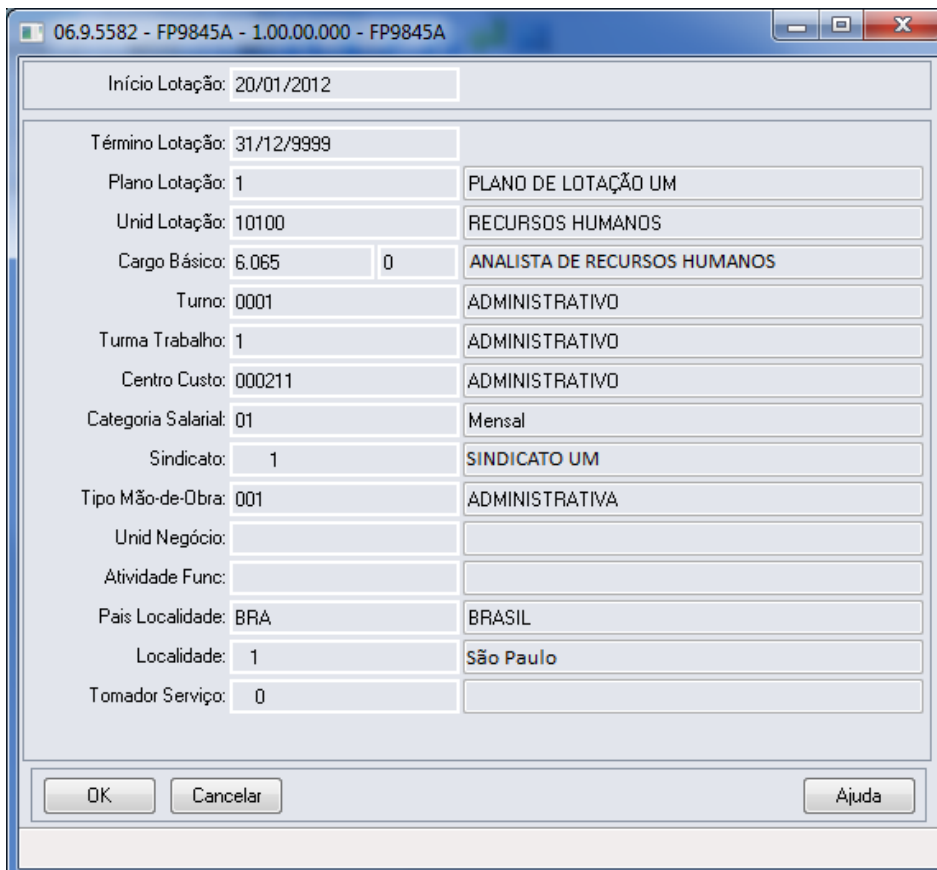 06.9.5582 - FP9845A - 1.00.00.000 - FP9845A
Início Lotação: 20/01/2012
Término Lotação: 31/12/9999
Plano Lotação: 1 PLANO DE LOTAÇÃO UM
Unid Lotação: 10100 RECURSOS HUMANOS
Cargo Básico: 6.065 0 ANALISTA DE RECURSOS HUMANOS
Turno: 0001 ADMINISTRATIVO
Turma Trabalho: 1 ADMINISTRATIVO
Centro Custo: 000211 ADMINISTRATIVO
Categoria Salarial: 01 Mensal
Sindicato: 1 SINDICATO UM
Tipo Mão-de-Obra: 001 ADMINISTRATIVA
Unid Negócio:
Atividade Func:
Pais Localidade: BRA BRASIL
Localidade: 1 São Paulo
Tomador Serviço: 0
OK Cancelar Ajuda